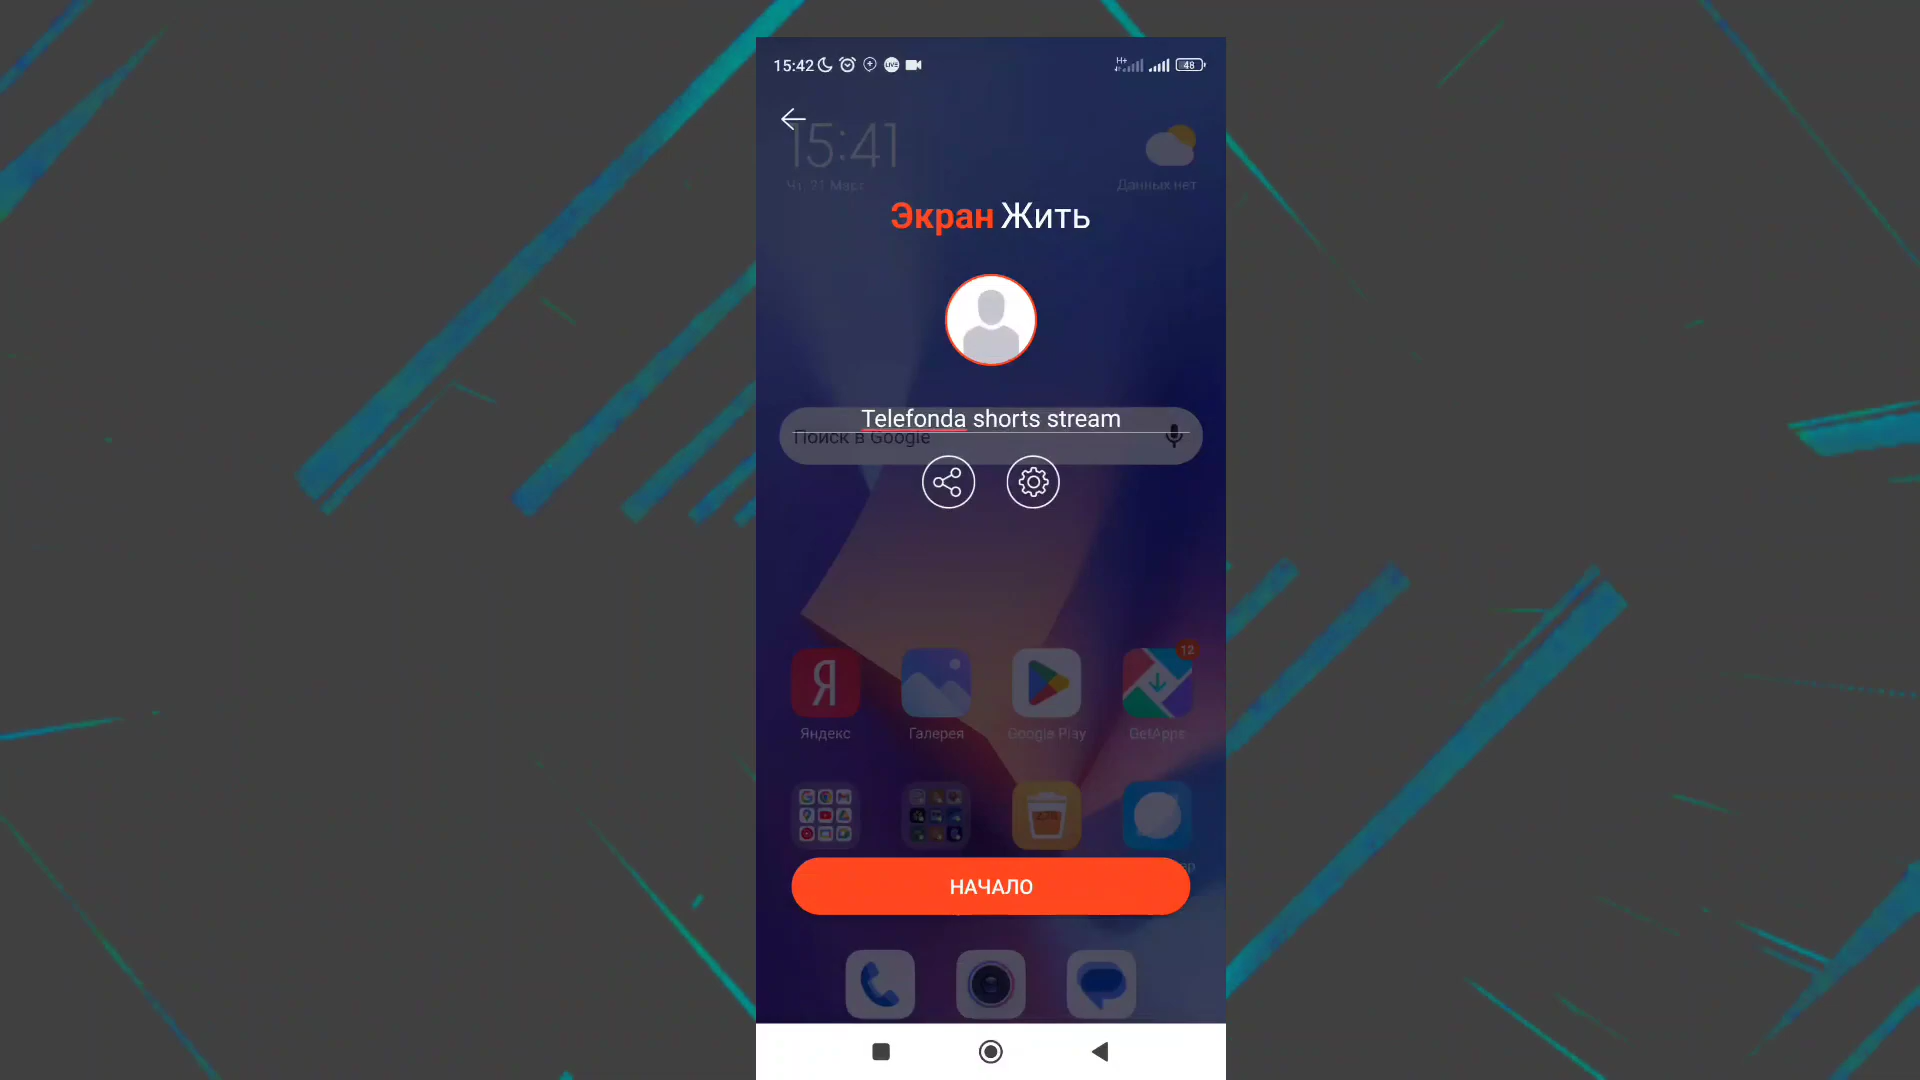 15:42
H+
48
15:41
Чт, 21 Март
Данных нет
Экран Жить
Telefonda shorts stream
Поиск в Google
12
Я
Яндекс
Галерея
Google Play
GetApps
НАЧАЛО